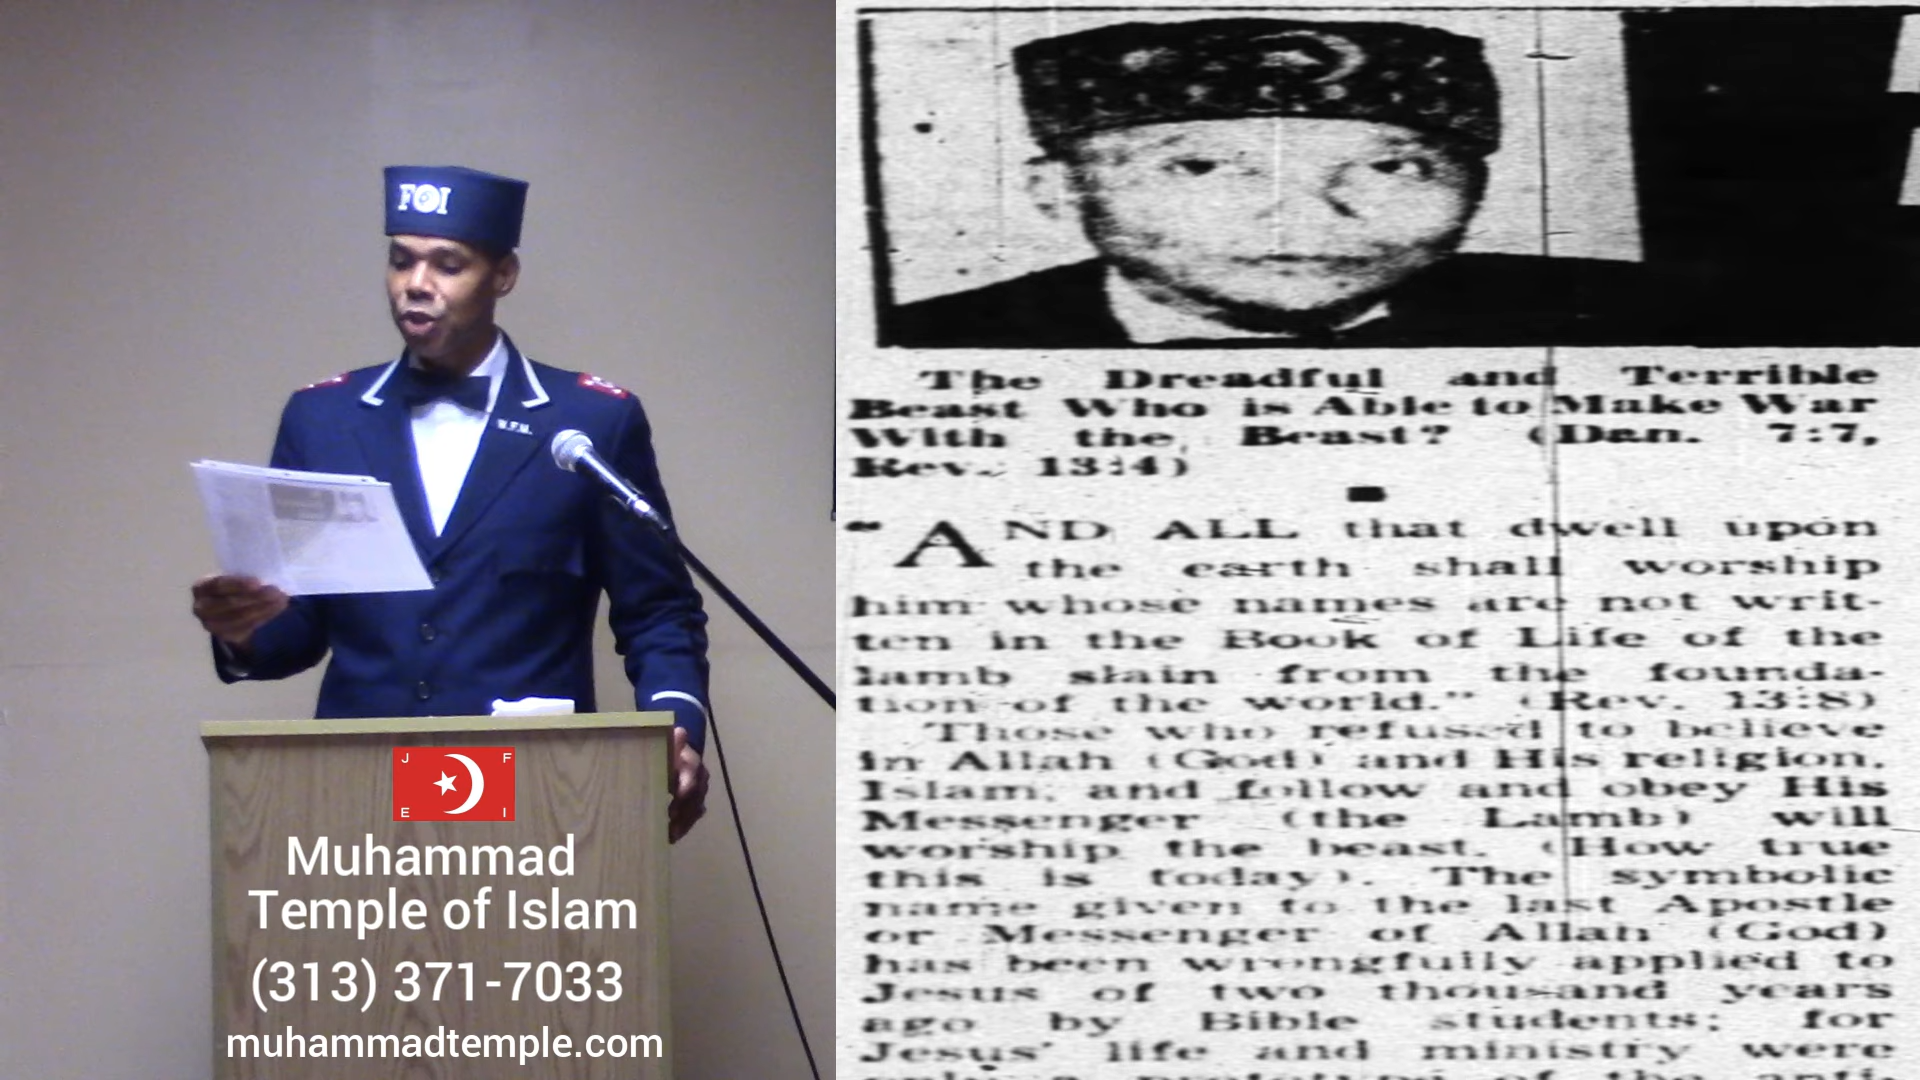 FOI
W.F.M.
J F
E I
Muhammad
Temple of Islam
(313) 371-7033
muhammadtemple.com
The Dreadful and Terrible
Beast Who is Able to Make War
With the Beast? (Dan. 7:7,
Rev. 13:4)
"AND ALL that dwell upon
the earth shall worship
him whose names are not writ-
ten in the Book of Life of the
lamb slain from the founda-
tion of the world." (Rev. 13:8)
Those who refused to believe
in Allah (God) and His religion,
Islam; and follow and obey His
Messenger (the Lamb) will
worship the beast. (How true
this is today). The symbolic
name given to the last Apostle
or Messenger of Allah (God)
has been wrongfully applied to
Jesus of two thousand years
ago by Bible students; for
Jesus' life and ministry were
only a prototype of the anti-